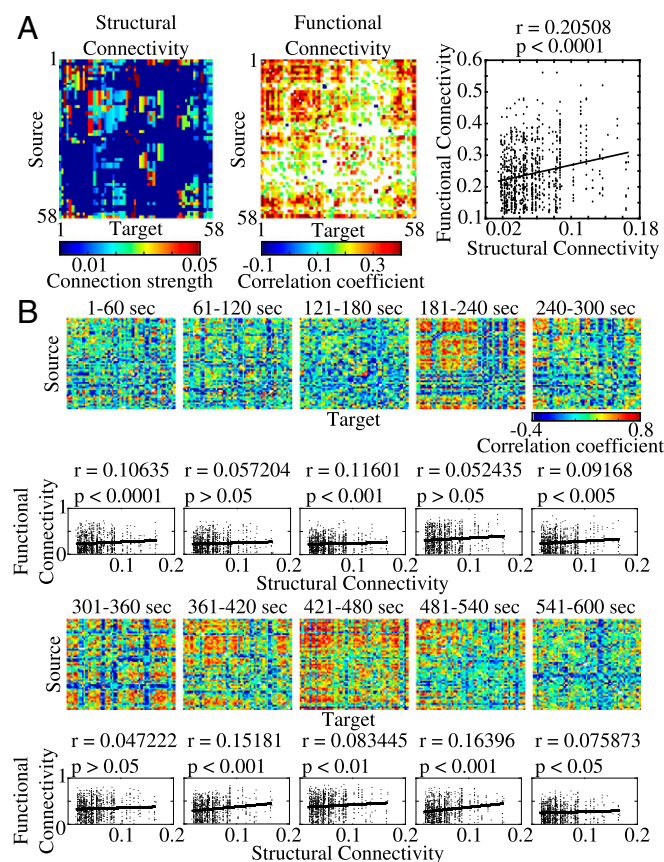 A
Structural
Connectivity
Functional
Connectivity
r = 0.20508
p < 0.0001
1
Source
58
1
Target
58
0.01
0.05
Connection strength
1
Source
58
1
Target
58
-0.1
0.1
0.3
Correlation coefficient
Functional Connectivity
0.6
0.5
0.4
0.3
0.2
0.1
0.02
0.1
0.18
Structural Connectivity
B
1-60 sec
61-120 sec
121-180 sec
181-240 sec
240-300 sec
Source
Target
-0.4
0.8
Correlation coefficient
r = 0.10635
p < 0.0001
r = 0.057204
p > 0.05
r = 0.11601
p < 0.001
r = 0.052435
p > 0.05
r = 0.09168
p < 0.005
Functional
Connectivity
1
0
0.1
0.2
0.1
0.2
0.1
0.2
0.1
0.2
0.1
0.2
Structural Connectivity
301-360 sec
361-420 sec
421-480 sec
481-540 sec
541-600 sec
Source
Target
r = 0.047222
p > 0.05
r = 0.15181
p < 0.001
r = 0.083445
p < 0.01
r = 0.16396
p < 0.001
r = 0.075873
p < 0.05
Functional
Connectivity
1
0
0.1
0.2
0.1
0.2
0.1
0.2
0.1
0.2
0.1
0.2
Structural Connectivity